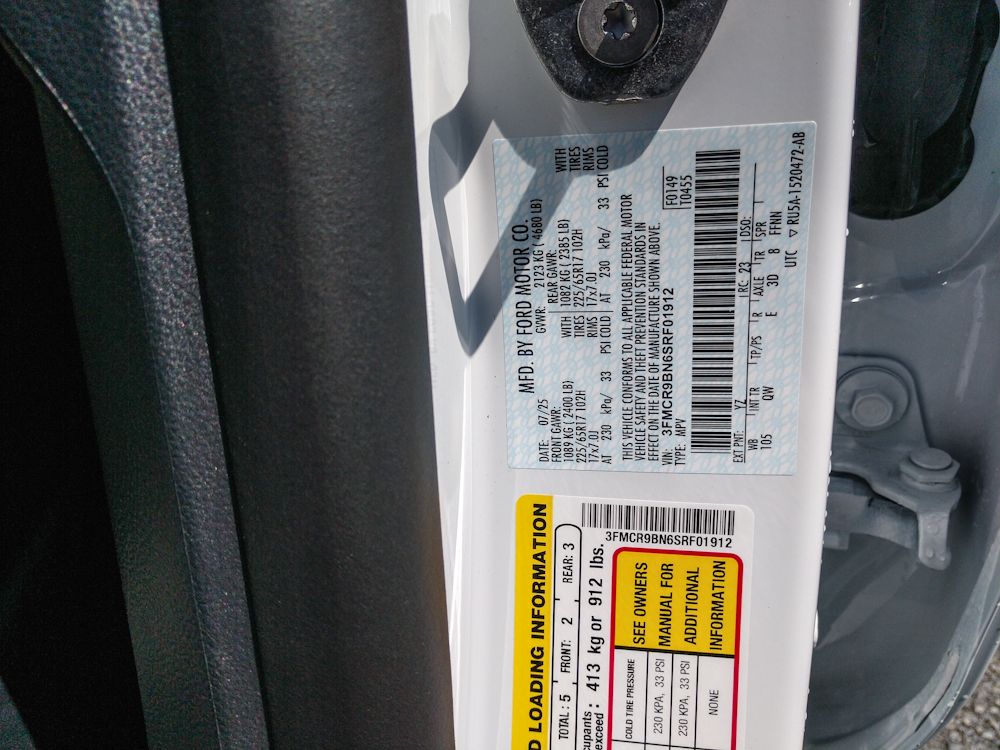 MFD. BY FORD MOTOR CO.
DATE: 07/25 GVWR: 2123 KG ( 4680 LB)
FRONT GAWR: REAR GAWR:
1089 KG (2400 LB) WITH 1082 KG ( 2385 LB) WITH
225/65R17 102H TIRES 225/65R17 102H TIRES
17x7.0J RIMS 17x7.0J RIMS
AT 230 kPa/ 33 PSI COLD AT 230 kPa/ 33 PSI COLD
THIS VEHICLE CONFORMS TO ALL APPLICABLE FEDERAL MOTOR
VEHICLE SAFETY AND THEFT PREVENTION STANDARDS IN
EFFECT ON THE DATE OF MANUFACTURE SHOWN ABOVE.
VIN: 3FMCR9BN6SRF01912 F0149
TYPE: MPV T0455
EXT PNT: YZ RC: 23 DSO:
WB INT TR TP/PS R AXLE TR SPR
105 QW E 3D 8 FFNN
UTC ▽ RU5A-1520472-AB
D LOADING INFORMATION
TOTAL : 5 FRONT: 2 REAR: 3
cupants
exceed : 413 kg or 912 lbs.
3FMCR9BN6SRF01912
COLD TIRE PRESSURE
230 KPA, 33 PSI
230 KPA, 33 PSI
NONE
SEE OWNERS
MANUAL FOR
ADDITIONAL
INFORMATION